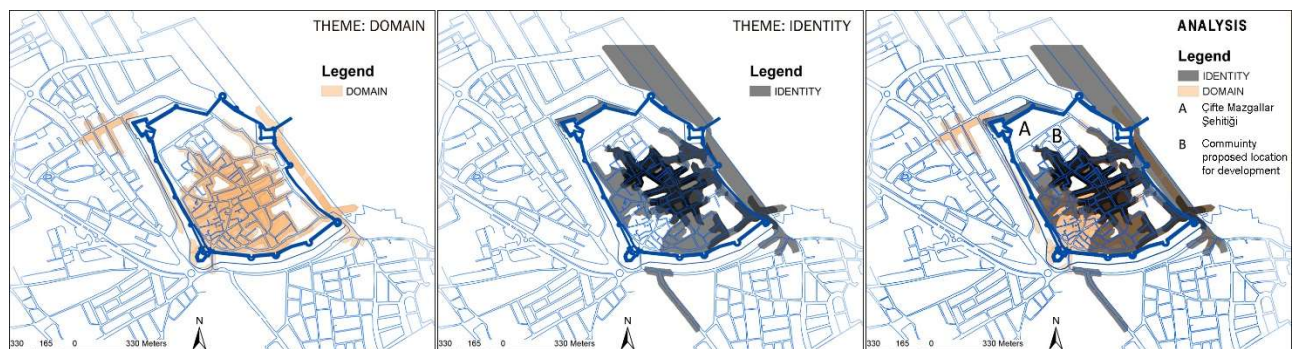 THEME: DOMAIN
Legend
DOMAIN
N
330 165 0 330 Meters
THEME: IDENTITY
Legend
IDENTITY
N
330 165 0 330 Meters
ANALYSIS
Legend
IDENTITY
DOMAIN
A Çifte Mazgallar
Şehitiği
B Commuinty
proposed location
for development
A
B
N
330 165 0 330 Meters